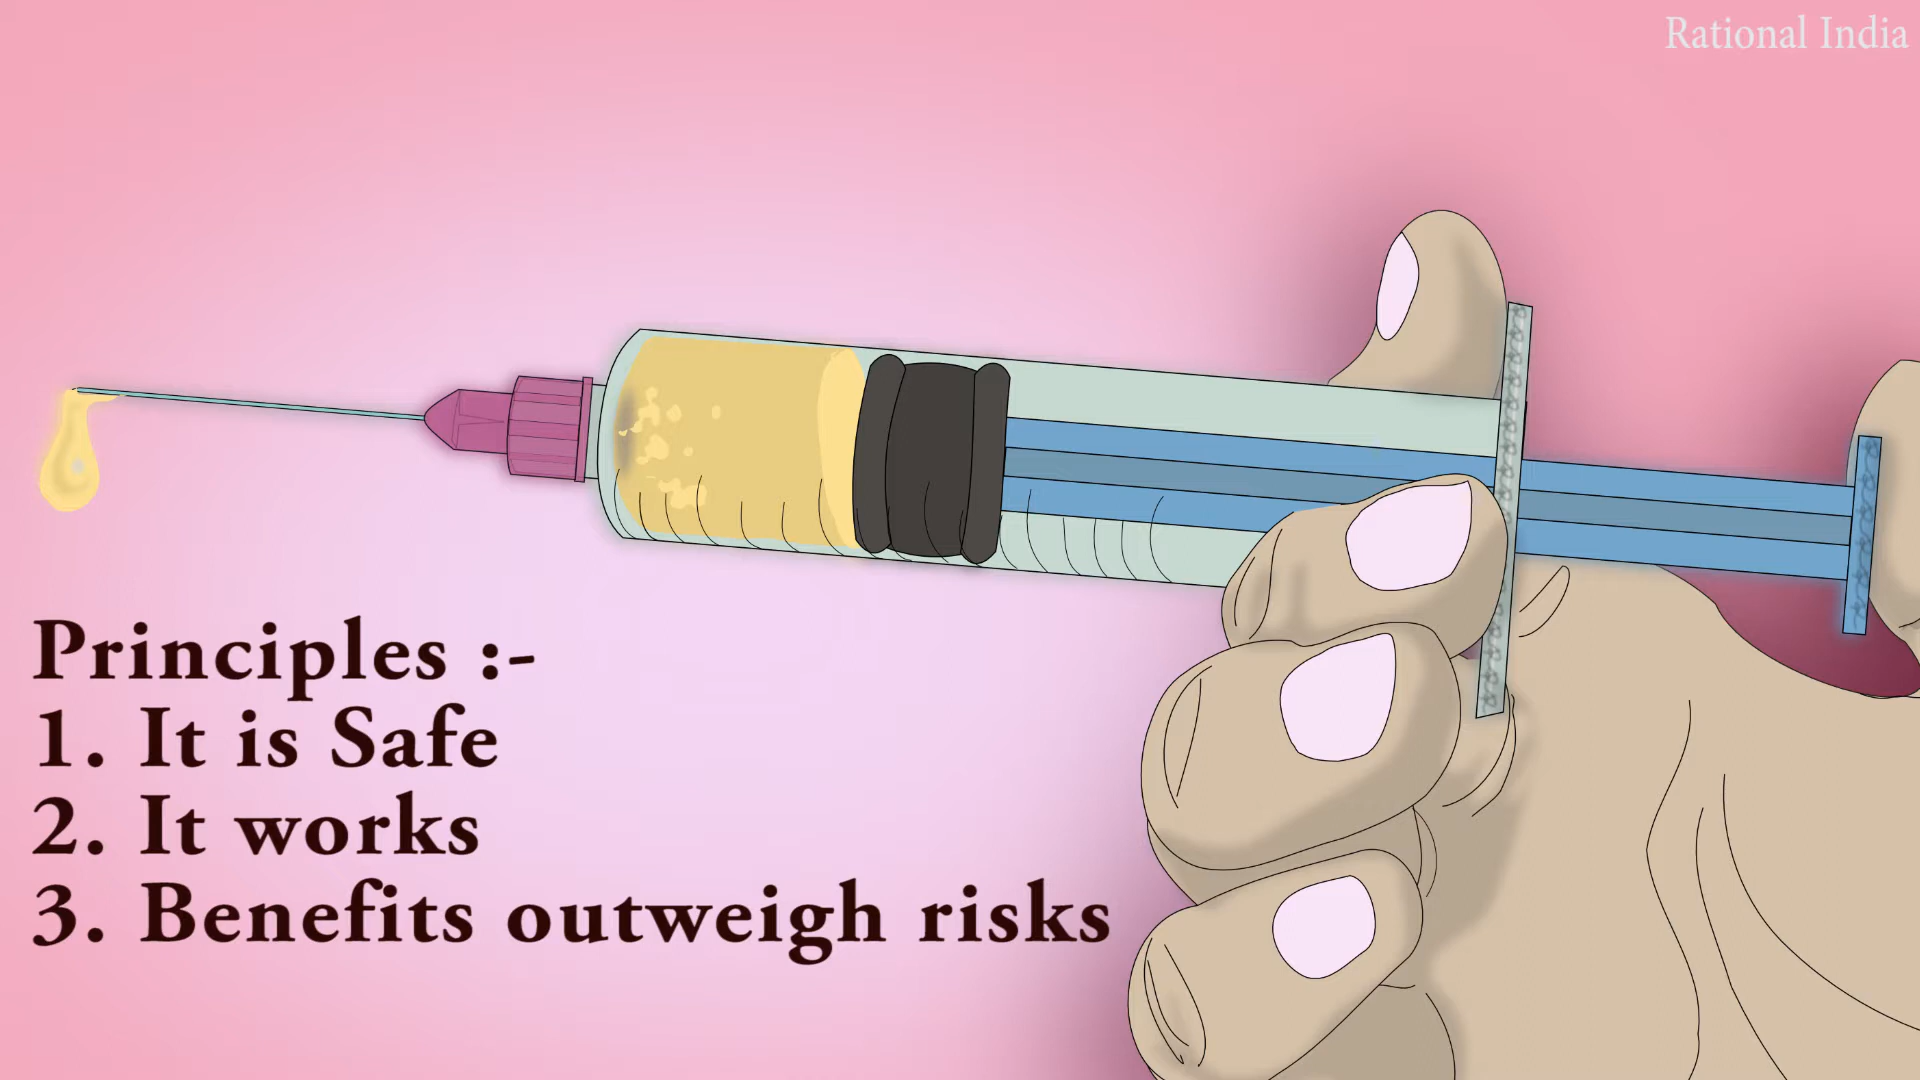 Rational India
Principles :-
1. It is Safe
2. It works
3. Benefits outweigh risks